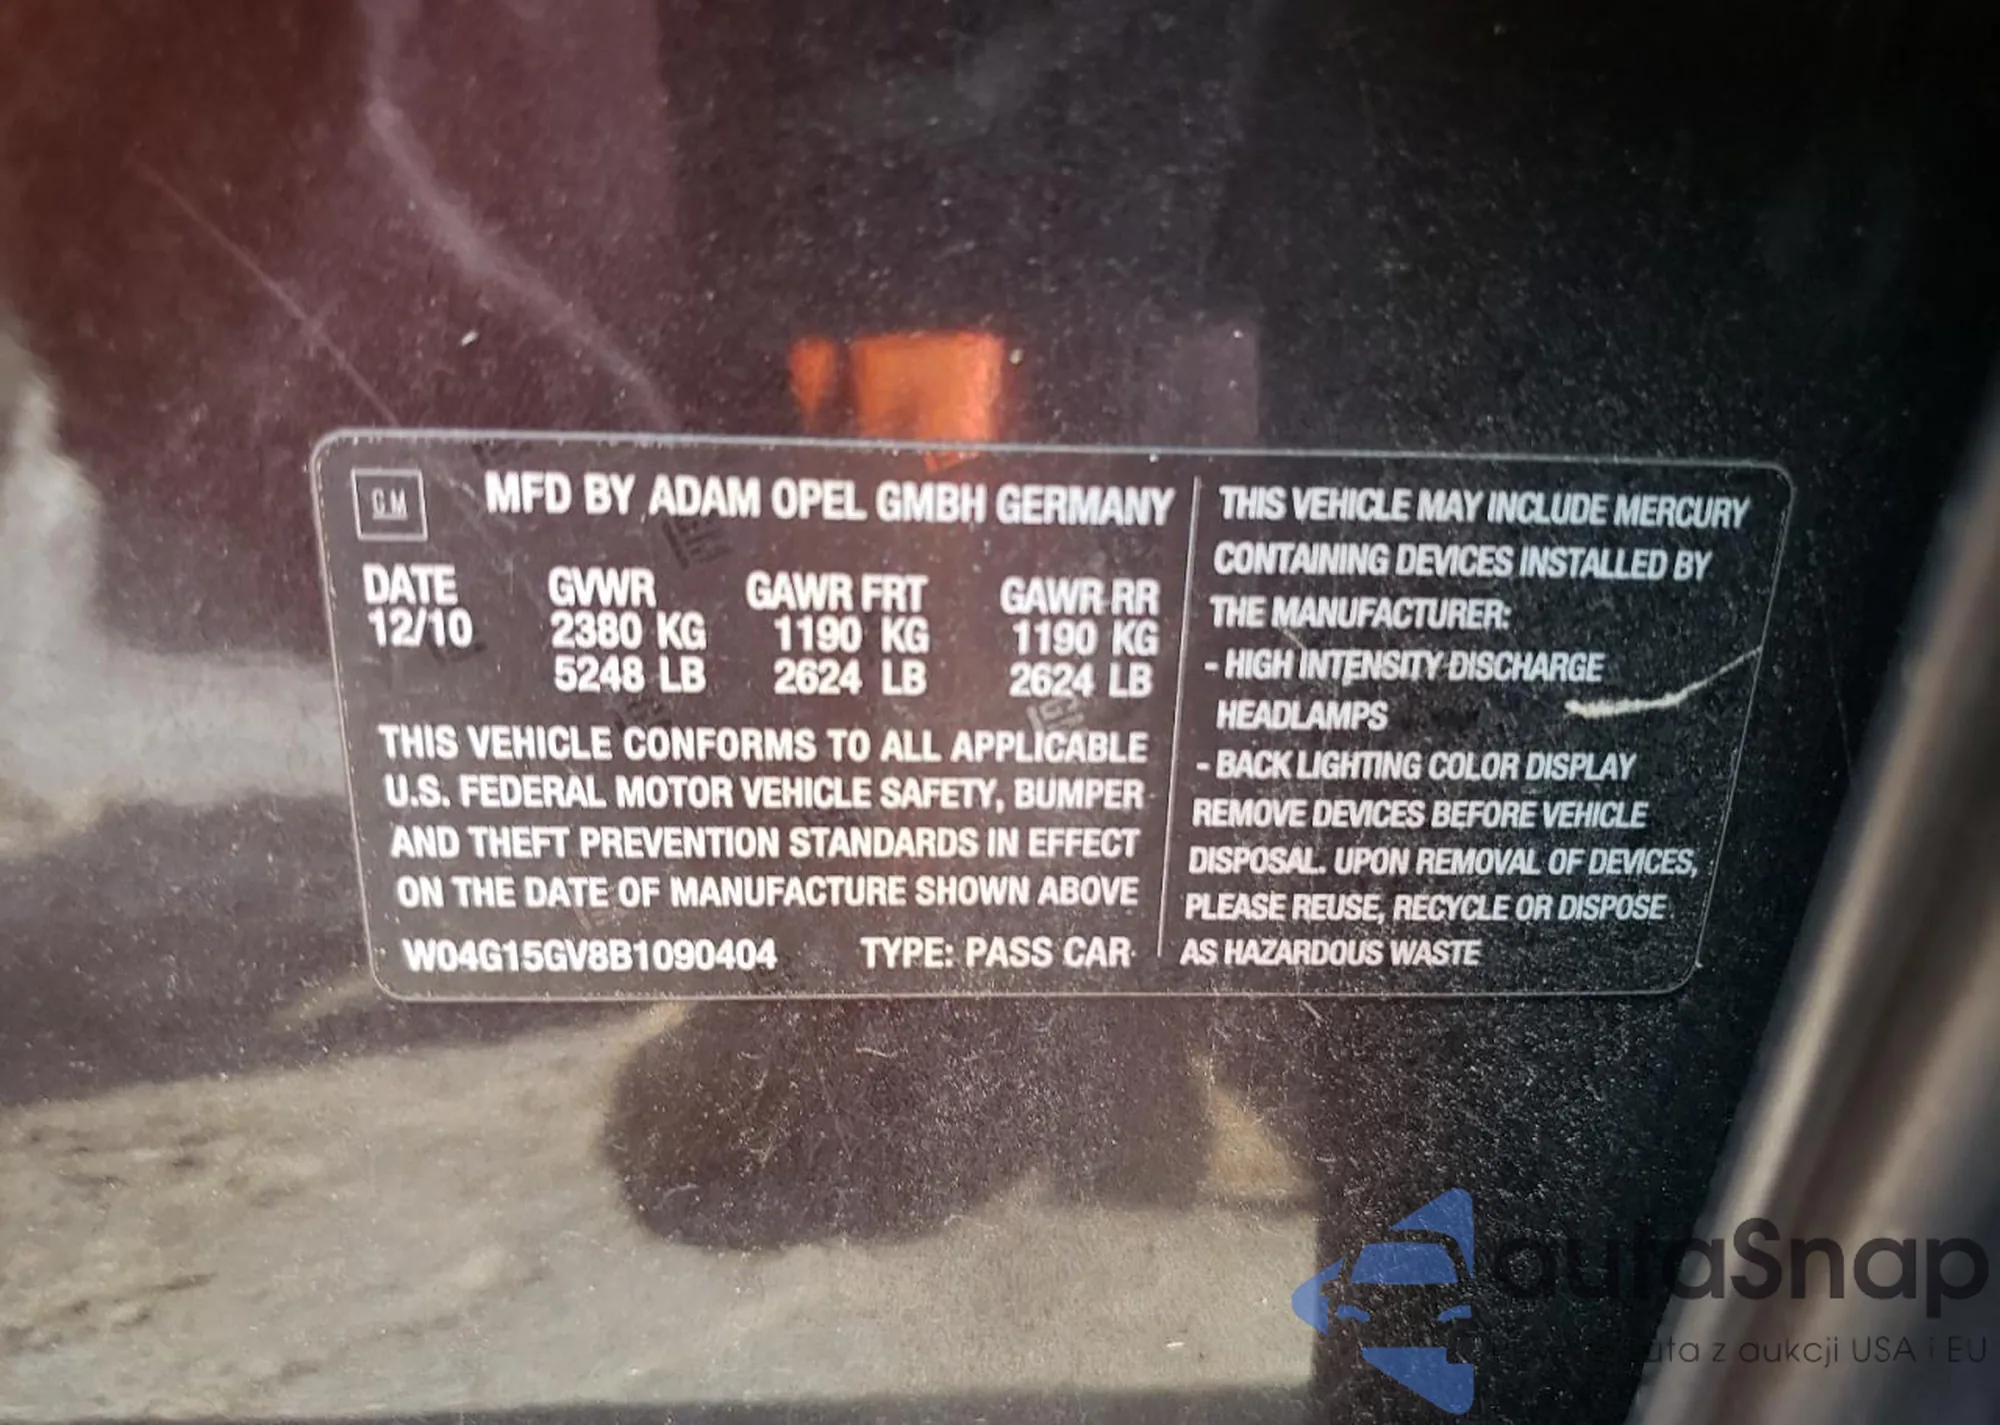 GM
MFD BY ADAM OPEL GMBH GERMANY
DATE GVWR GAWR FRT GAWR RR
12/10 2380 KG 1190 KG 1190 KG
5248 LB 2624 LB 2624 LB
THIS VEHICLE CONFORMS TO ALL APPLICABLE
U.S. FEDERAL MOTOR VEHICLE SAFETY, BUMPER
AND THEFT PREVENTION STANDARDS IN EFFECT
ON THE DATE OF MANUFACTURE SHOWN ABOVE
W04G15GV8B1090404 TYPE: PASS CAR
THIS VEHICLE MAY INCLUDE MERCURY
CONTAINING DEVICES INSTALLED BY
THE MANUFACTURER:
- HIGH INTENSITY DISCHARGE
HEADLAMPS
- BACK LIGHTING COLOR DISPLAY
REMOVE DEVICES BEFORE VEHICLE
DISPOSAL. UPON REMOVAL OF DEVICES,
PLEASE REUSE, RECYCLE OR DISPOSE
AS HAZARDOUS WASTE
autaSnap
z aukcji USA i EU